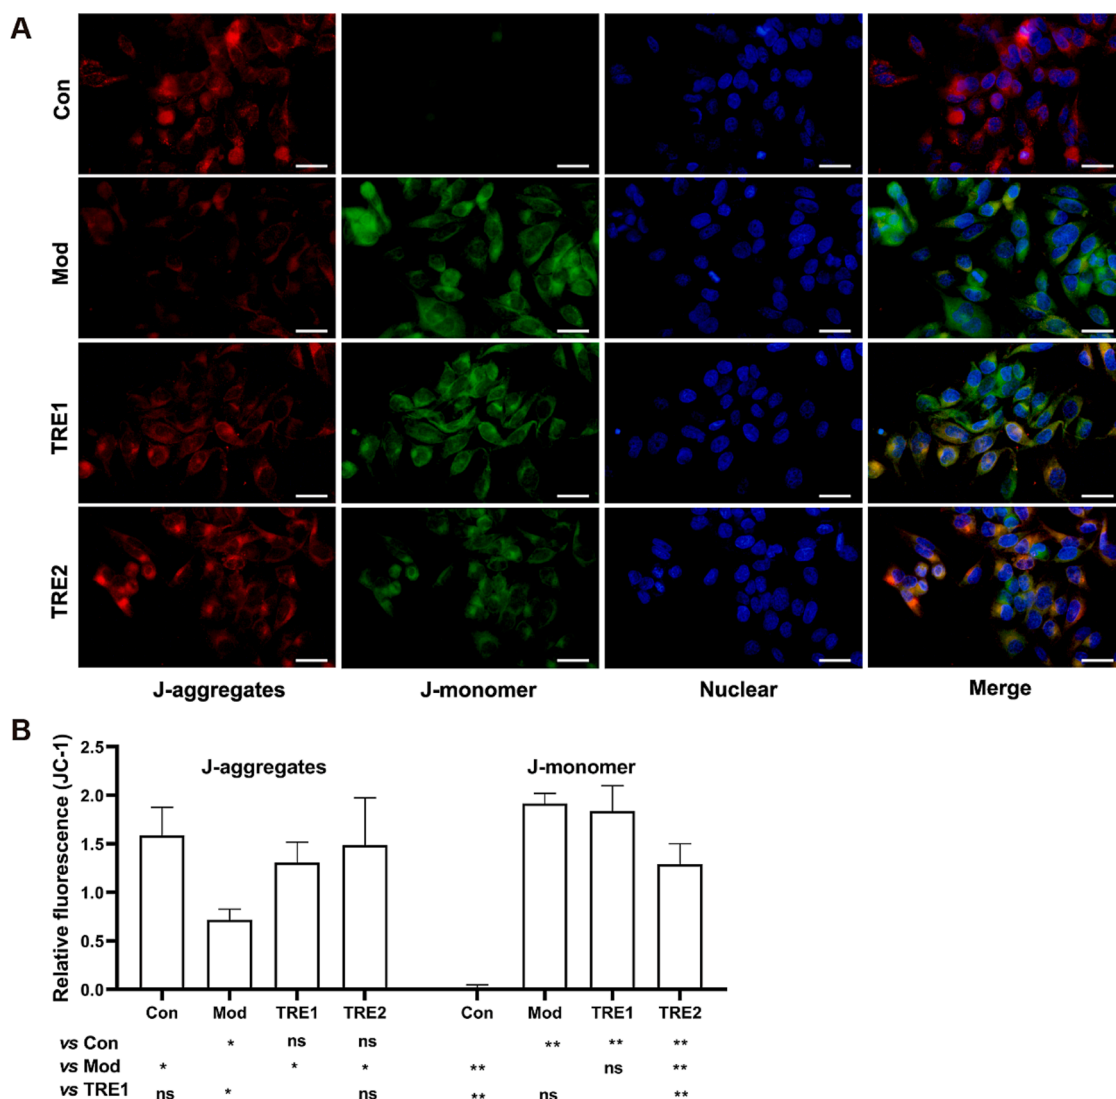 A
Con
Mod
TRE1
TRE2
J-aggregates J-monomer Nuclear Merge
B
Relative fluorescence (JC-1)
2.5
2.0
1.5
1.0
0.5
0.0
J-aggregates J-monomer
Con Mod TRE1 TRE2 Con Mod TRE1 TRE2
vs Con * ns ns ** ** **
vs Mod * * * ** ns **
vs TRE1 ns * ns ** ns **